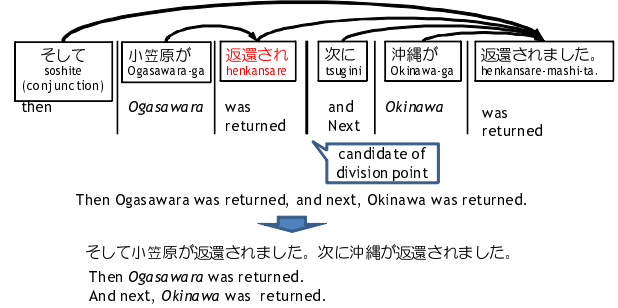 そして 小笠原が 返還され 次に 沖縄が 返還されました。
soshite Ogasawara-ga henkansare tsugini Okinawa-ga henkansare-mashi-ta.
(conjunction)
then Ogasawara was returned and Next Okinawa was returned
candidate of
division point
Then Ogasawara was returned, and next, Okinawa was returned.
そして小笠原が返還されました。次に沖縄が返還されました。
Then Ogasawara was returned.
And next, Okinawa was returned.